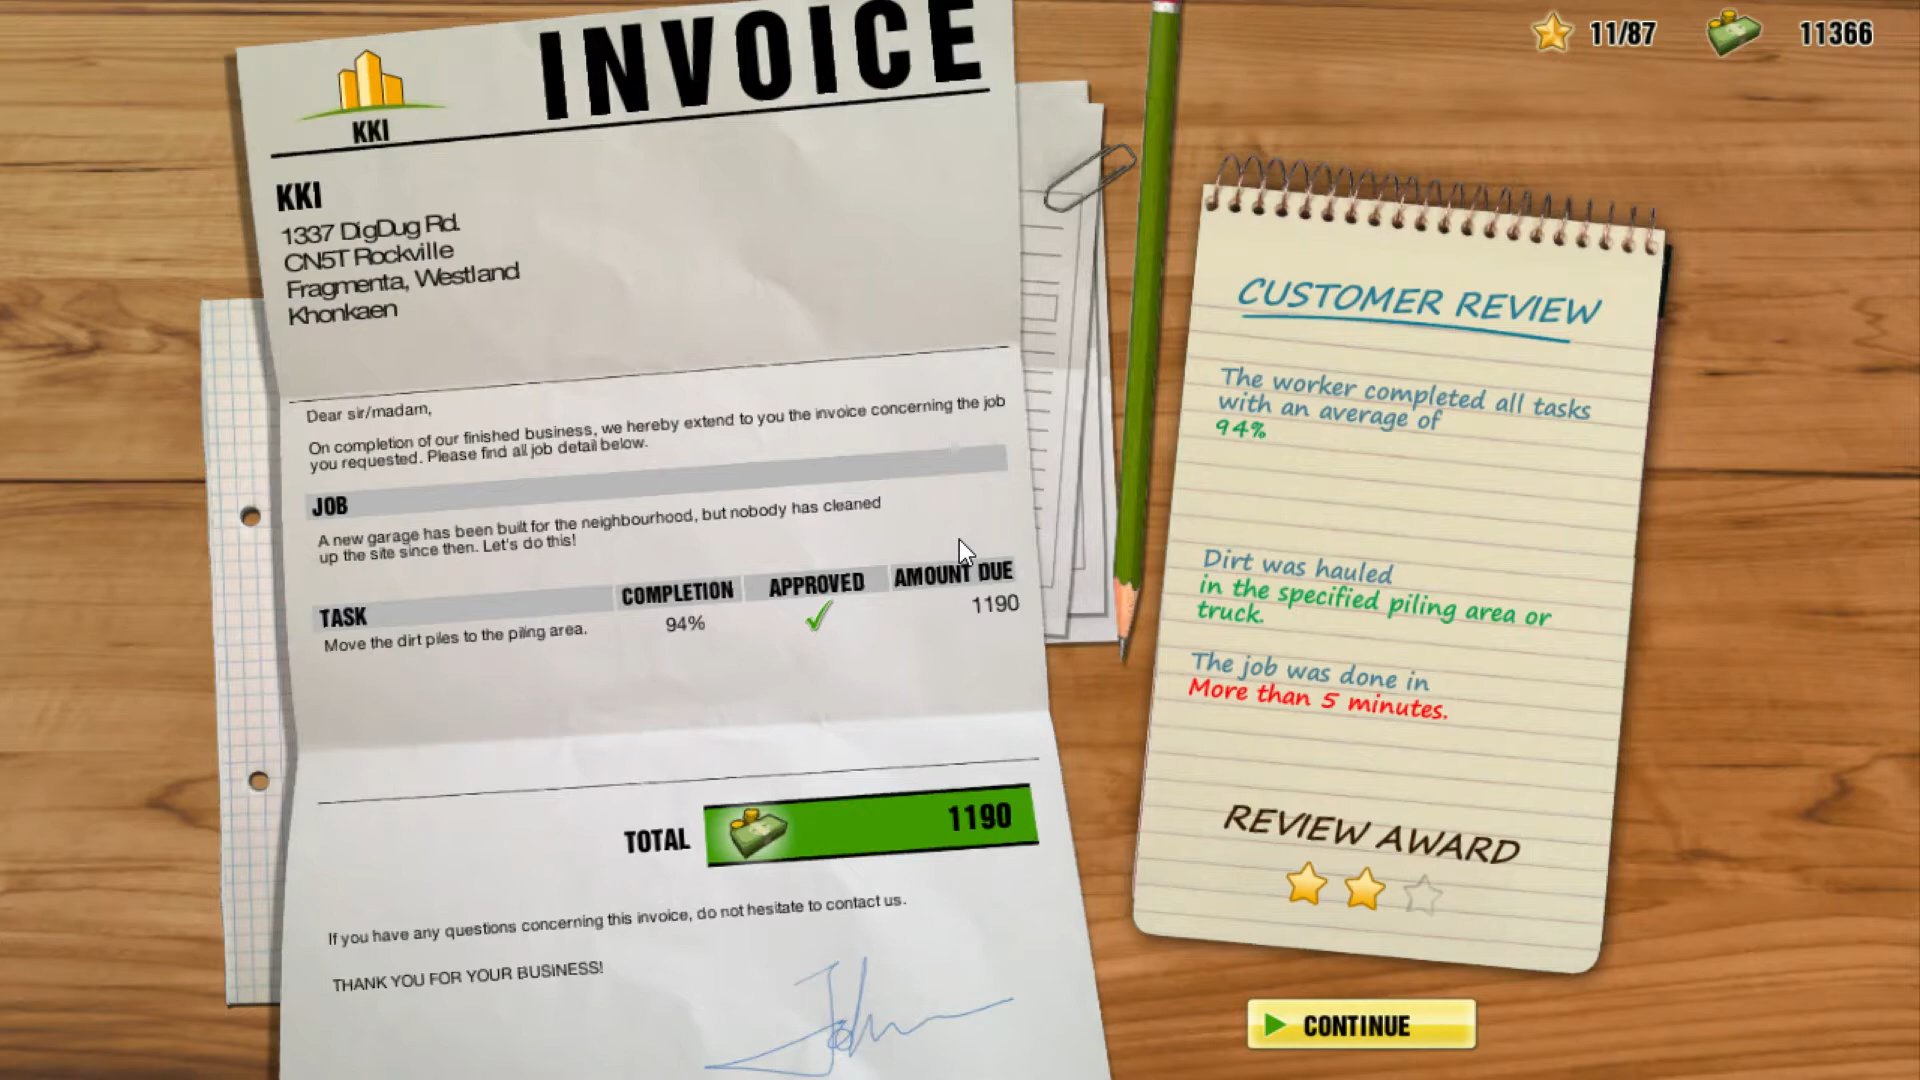 INVOICE
KKI
KKI
1337 DigDug Rd.
CN5T Rockville
Fragmenta, Westland
Khonkaen
Dear sir/madam,
On completion of our finished business, we hereby extend to you the invoice concerning the job
you requested. Please find all job detail below.
JOB
A new garage has been built for the neighbourhood, but nobody has cleaned
up the site since then. Let's do this!
TASK COMPLETION APPROVED AMOUNT DUE
Move the dirt piles to the piling area. 94% 1190
TOTAL 1190
If you have any questions concerning this invoice, do not hesitate to contact us.
THANK YOU FOR YOUR BUSINESS!
John
11/87 11366
CUSTOMER REVIEW
The worker completed all tasks
with an average of
94%
Dirt was hauled
in the specified piling area or
truck.
The job was done in
More than 5 minutes.
REVIEW AWARD
CONTINUE